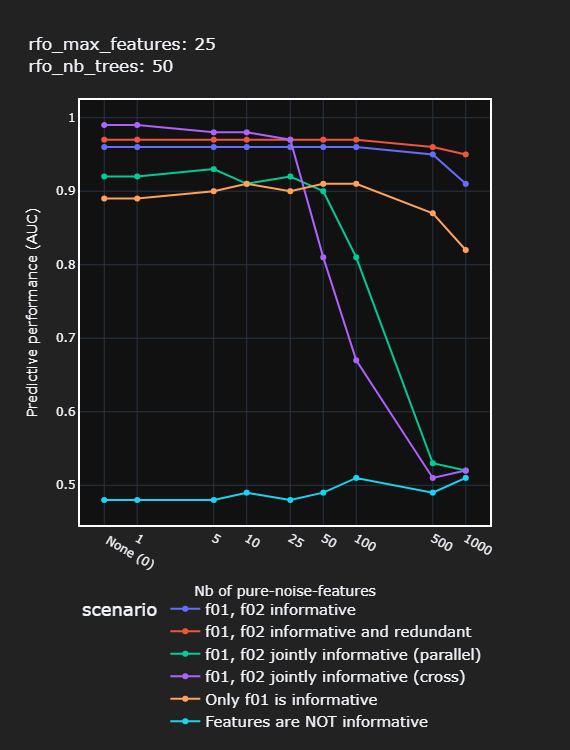 rfo_max_features: 25
rfo_nb_trees: 50
1
0.9
0.8
0.7
0.6
0.5
Predictive performance (AUC)
None (0)
1
5
10
25
50
100
500
1000
Nb of pure-noise-features
scenario
f01, f02 informative
f01, f02 informative and redundant
f01, f02 jointly informative (parallel)
f01, f02 jointly informative (cross)
Only f01 is informative
Features are NOT informative